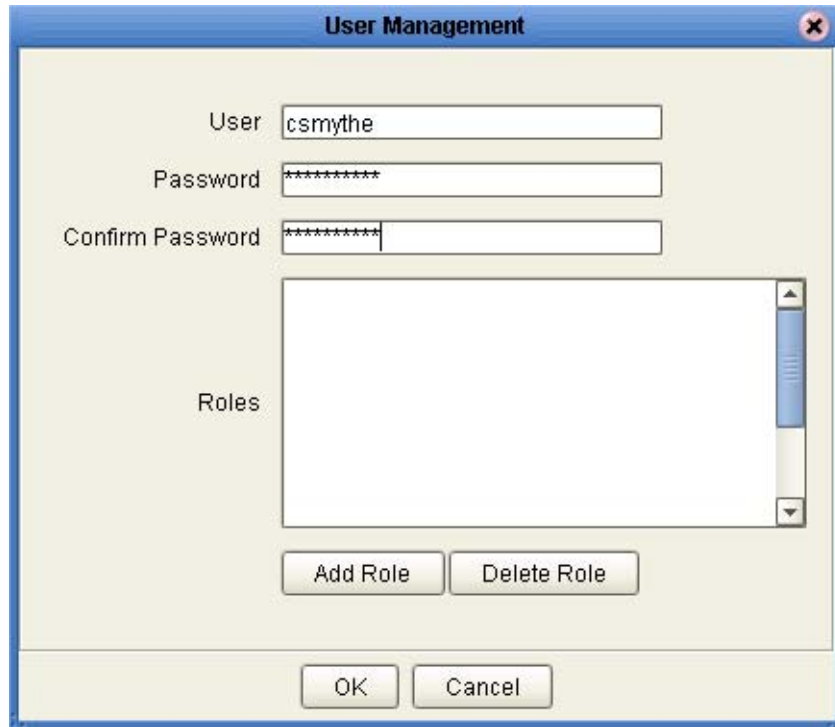 User Management
User csmythe
Password **********
Confirm Password **********
Roles
Add Role Delete Role
OK Cancel